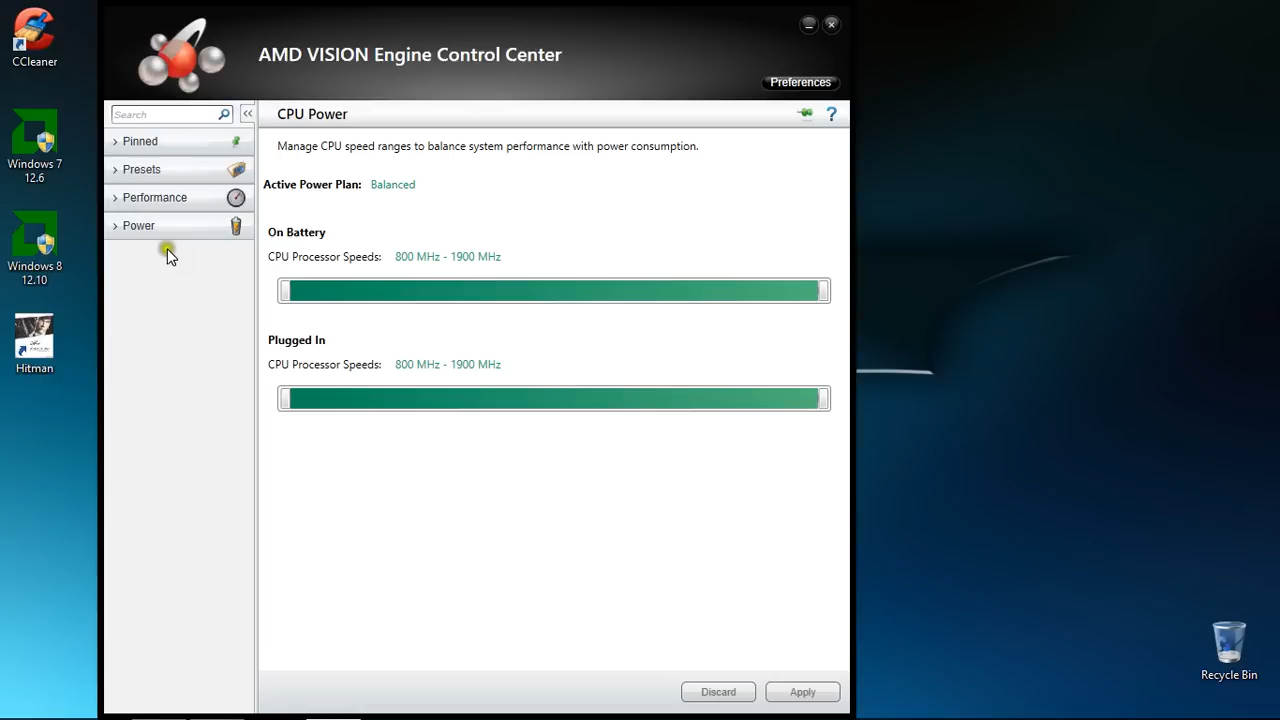 CCleaner
Windows 7
12.6
Windows 8
12.10
Hitman
AMD VISION Engine Control Center
Preferences
Search
<<
Pinned
Presets
Performance
Power
CPU Power
?
Manage CPU speed ranges to balance system performance with power consumption.
Active Power Plan: Balanced
On Battery
CPU Processor Speeds: 800 MHz - 1900 MHz
Plugged In
CPU Processor Speeds: 800 MHz - 1900 MHz
Discard
Apply
Recycle Bin